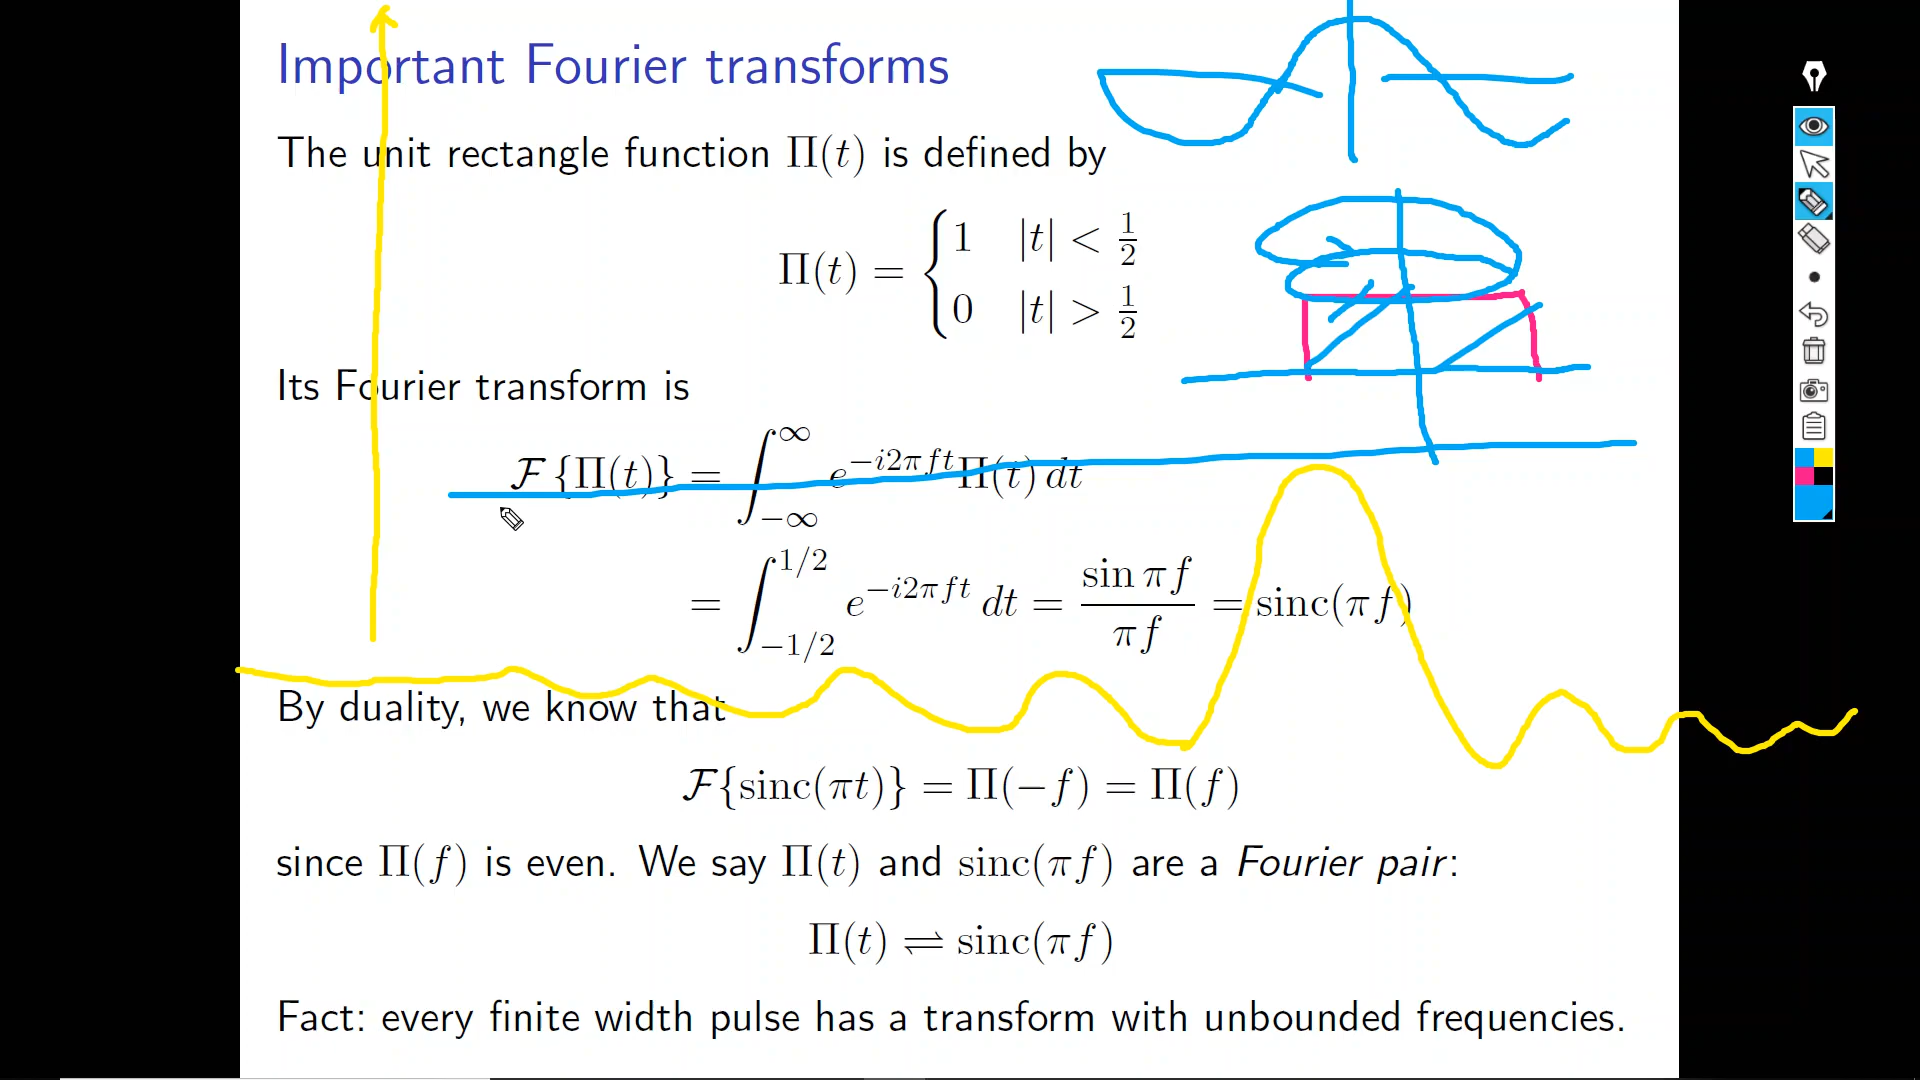 Important Fourier transforms
The unit rectangle function Π(t) is defined by
Π(t) = { 1 |t| < 1/2
0 |t| > 1/2
Its Fourier transform is
ℱ {Π(t)} = ∫_{−∞}^{∞} e^{−i2πft} Π(t) dt
= ∫_{−1/2}^{1/2} e^{−i2πft} dt = sin πf / πf = sinc(πf)
By duality, we know that
ℱ{sinc(πt)} = Π(−f) = Π(f)
since Π(f) is even. We say Π(t) and sinc(πf) are a Fourier pair:
Π(t) ⇌ sinc(πf)
Fact: every finite width pulse has a transform with unbounded frequencies.